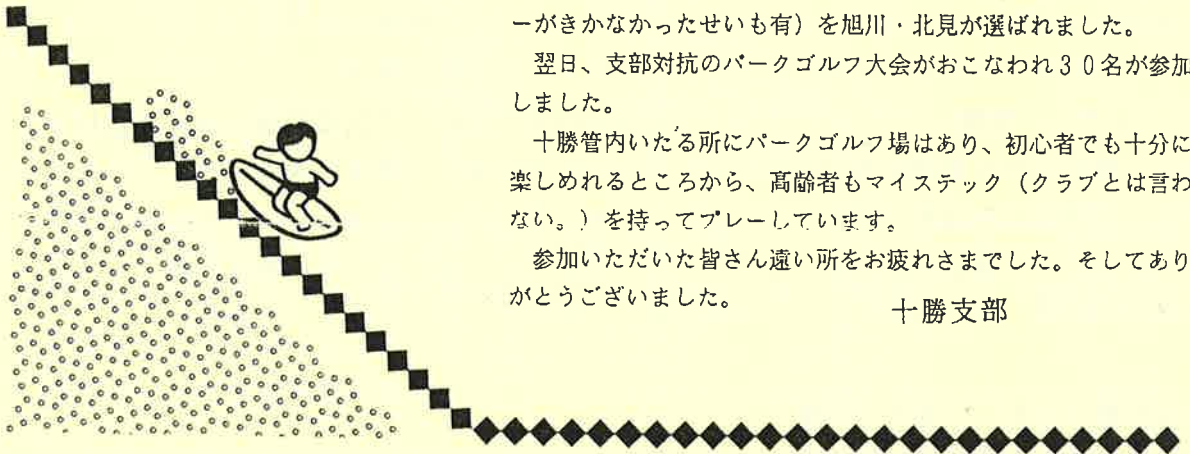 ーがきかなかったせいも有）を旭川・北見が選ばれました。
　翌日、支部対抗のパークゴルフ大会がおこなわれ３０名が参加
しました。
　十勝管内いたる所にパークゴルフ場はあり、初心者でも十分に
楽しめれるところから、髙齢者もマイステック（クラブとは言わ
ない。）を持ってプレーしています。
　参加いただいた皆さん遠い所をお疲れさまでした。そしてあり
がとうございました。
十勝支部